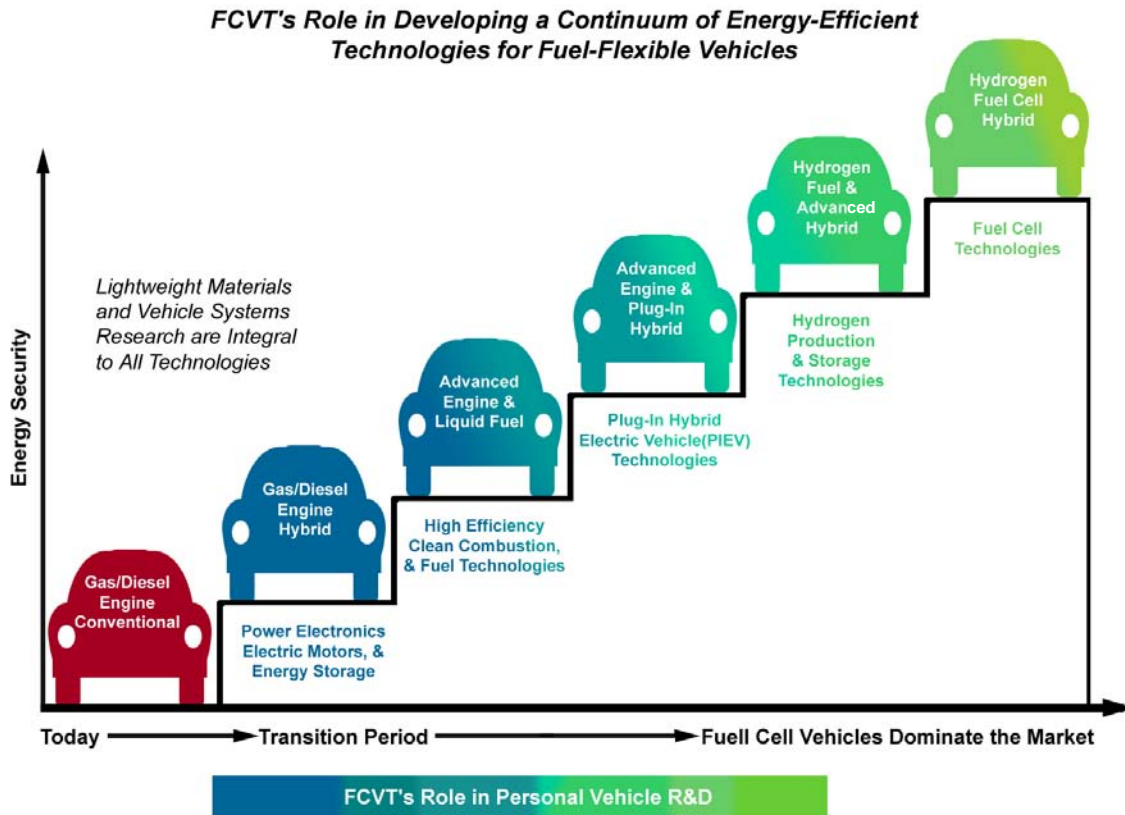 FCVT's Role in Developing a Continuum of Energy-Efficient
Technologies for Fuel-Flexible Vehicles
Hydrogen
Fuel Cell
Hybrid
Fuel Cell
Technologies
Hydrogen
Fuel &
Advanced
Hybrid
Hydrogen
Production
& Storage
Technologies
Advanced
Engine &
Plug-In
Hybrid
Plug-In Hybrid
Electric Vehicle(PIEV)
Technologies
Lightweight Materials
and Vehicle Systems
Research are Integral
to All Technologies
Advanced
Engine &
Liquid Fuel
High Efficiency
Clean Combustion,
& Fuel Technologies
Gas/Diesel
Engine
Hybrid
Power Electronics
Electric Motors, &
Energy Storage
Gas/Diesel
Engine
Conventional
Energy Security
Today
Transition Period
Fuell Cell Vehicles Dominate the Market
FCVT's Role in Personal Vehicle R&D